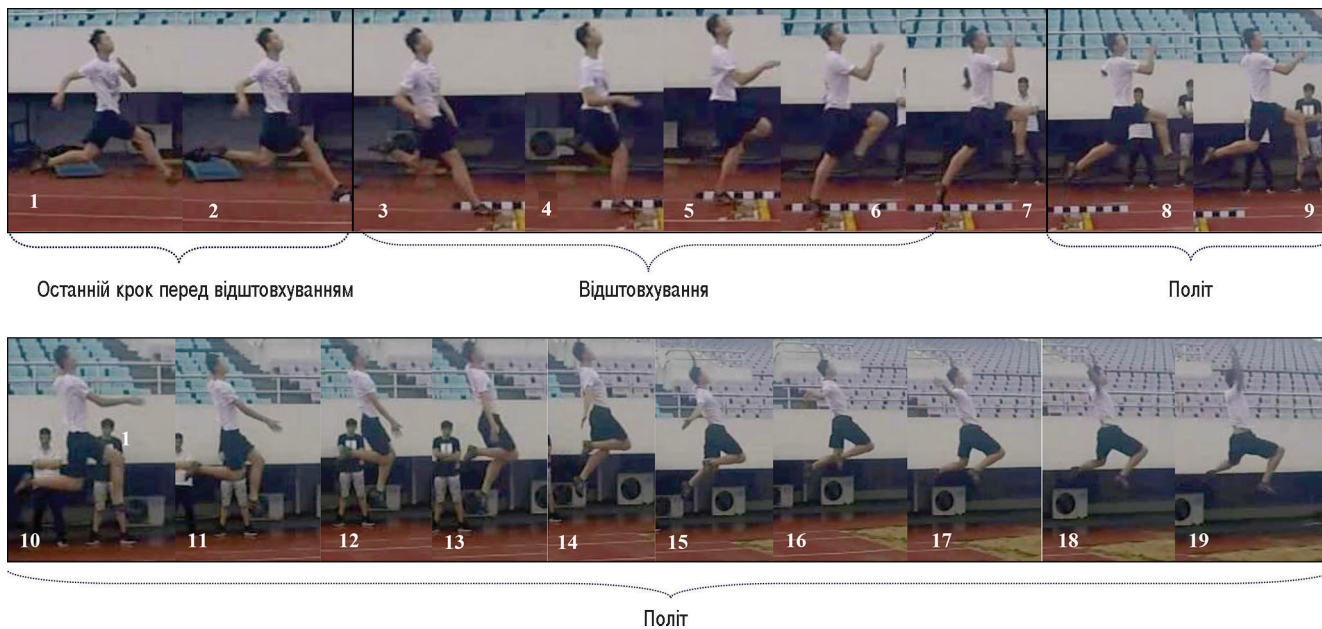 1 2 3 4 5 6 7 8 9
Останній крок перед відштовхуванням Відштовхування Політ
1
10 11 12 13 14 15 16 17 18 19
Політ